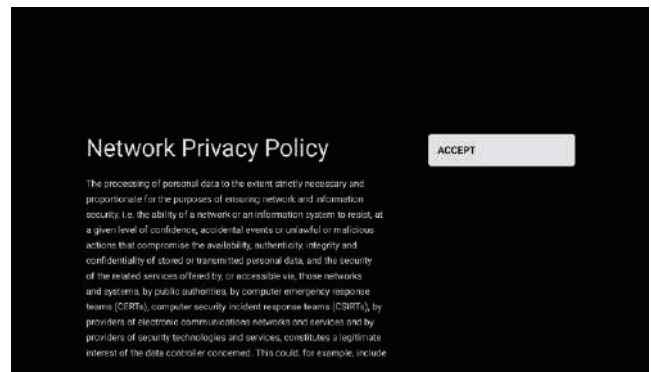 Network Privacy Policy
ACCEPT
The processing of personal data to the extent strictly necessary and
proportionate for the purposes of ensuring network and information
security, i.e. the ability of a network or an information system to resist, at
a given level of confidence, accidental events or unlawful or malicious
actions that compromise the availability, authenticity, integrity and
confidentiality of stored or transmitted personal data, and the security
of the related services offered by, or accessible via, those networks
and systems, by public authorities, by computer emergency response
teams (CERTs), computer security incident response teams (CSIRTs), by
providers of electronic communications networks and services and by
providers of security technologies and services, constitutes a legitimate
interest of the data controller concerned. This could, for example, include